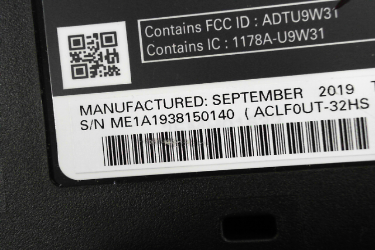 Contains FCC ID : ADTU9W31
Contains IC : 1178A-U9W31
MANUFACTURED: SEPTEMBER 2019
S/N ME1A1938150140 ( ACLF0UT-32HS